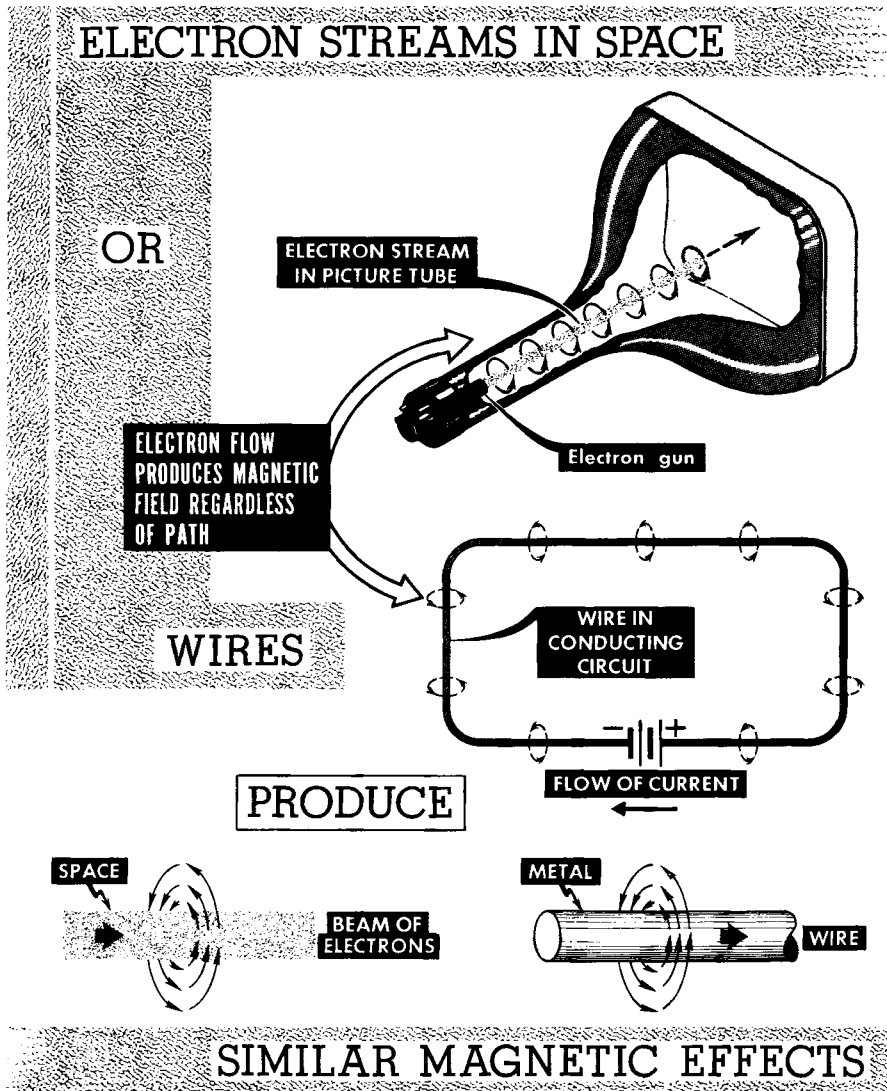 ELECTRON STREAMS IN SPACE
OR
ELECTRON STREAM
IN PICTURE TUBE
ELECTRON FLOW
PRODUCES MAGNETIC
FIELD REGARDLESS
OF PATH
Electron gun
WIRES
WIRE IN
CONDUCTING
CIRCUIT
− +
FLOW OF CURRENT
PRODUCE
SPACE
BEAM OF
ELECTRONS
METAL
WIRE
SIMILAR MAGNETIC EFFECTS